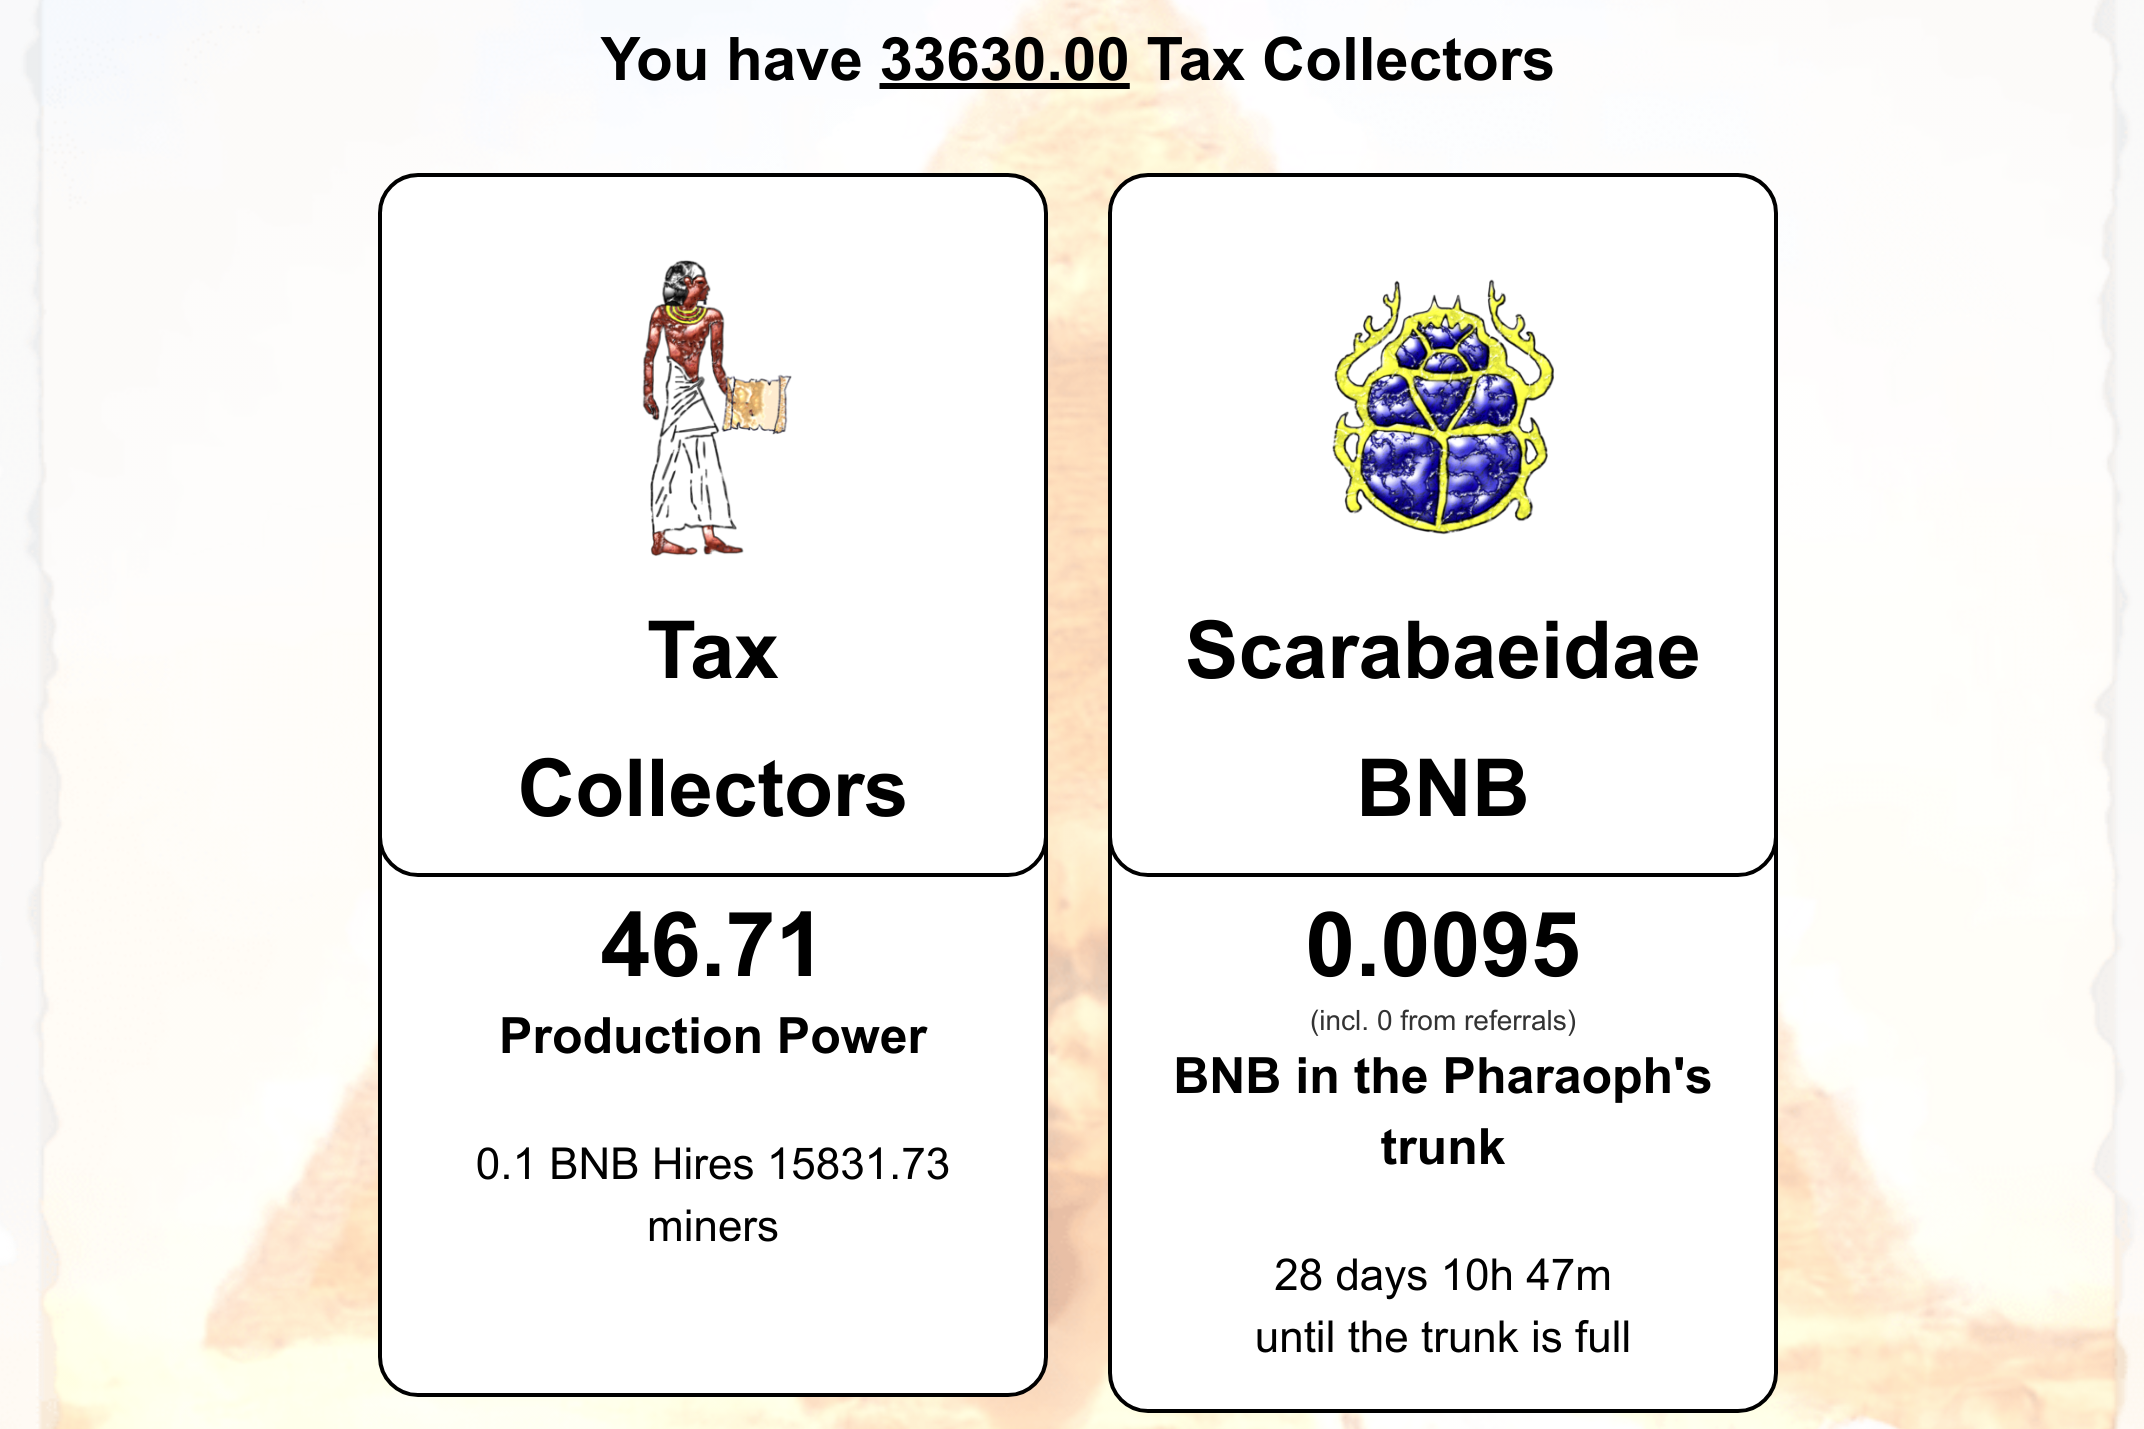 You have 33630.00 Tax Collectors
Tax
Collectors
46.71
Production Power
0.1 BNB Hires 15831.73
miners
Scarabaeidae
BNB
0.0095
(incl. 0 from referrals)
BNB in the Pharaoph's
trunk
28 days 10h 47m
until the trunk is full